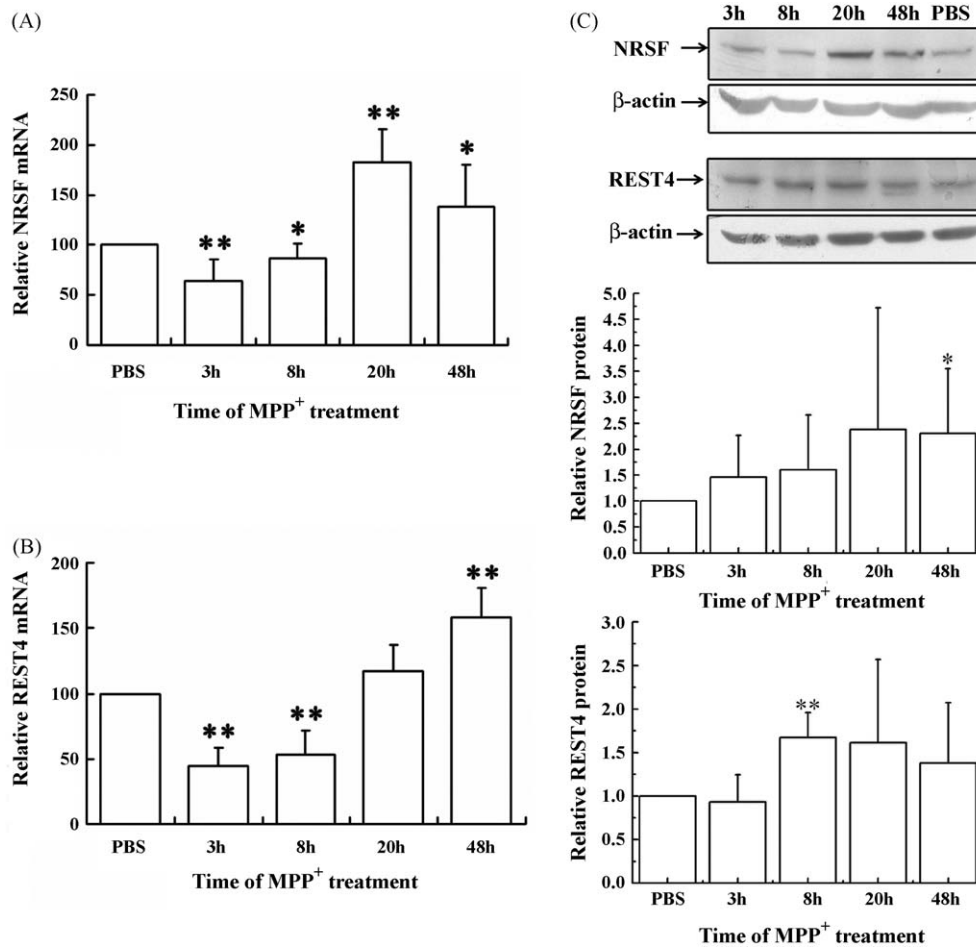 (A)
Relative NRSF mRNA
250
200
150
100
50
0
** * ** *
PBS 3h 8h 20h 48h
Time of MPP+ treatment
(B)
Relative REST4 mRNA
200
150
100
50
0
** ** **
PBS 3h 8h 20h 48h
Time of MPP+ treatment
(C)
3h 8h 20h 48h PBS
NRSF
β-actin
REST4
β-actin
Relative NRSF protein
5.0
4.5
4.0
3.5
3.0
2.5
2.0
1.5
1.0
0.5
0.0
*
PBS 3h 8h 20h 48h
Time of MPP+ treatment
Relative REST4 protein
3.0
2.5
2.0
1.5
1.0
0.5
0.0
**
PBS 3h 8h 20h 48h
Time of MPP+ treatment